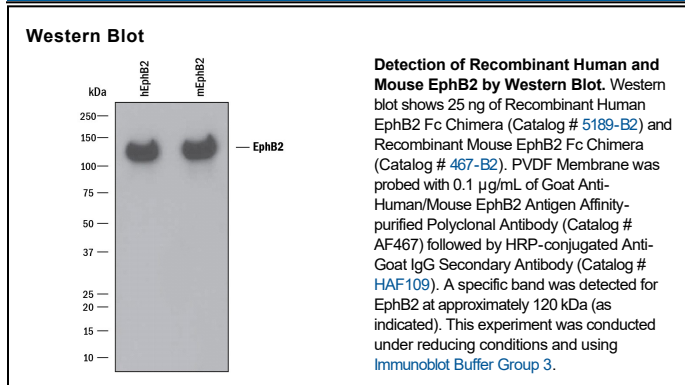 Western Blot
hEphB2
mEphB2
kDa
250
150
100
75
50
37
25
20
15
10
EphB2
Detection of Recombinant Human and
Mouse EphB2 by Western Blot. Western
blot shows 25 ng of Recombinant Human
EphB2 Fc Chimera (Catalog # 5189-B2) and
Recombinant Mouse EphB2 Fc Chimera
(Catalog # 467-B2). PVDF Membrane was
probed with 0.1 µg/mL of Goat Anti-
Human/Mouse EphB2 Antigen Affinity-
purified Polyclonal Antibody (Catalog #
AF467) followed by HRP-conjugated Anti-
Goat IgG Secondary Antibody (Catalog #
HAF109). A specific band was detected for
EphB2 at approximately 120 kDa (as
indicated). This experiment was conducted
under reducing conditions and using
Immunoblot Buffer Group 3.